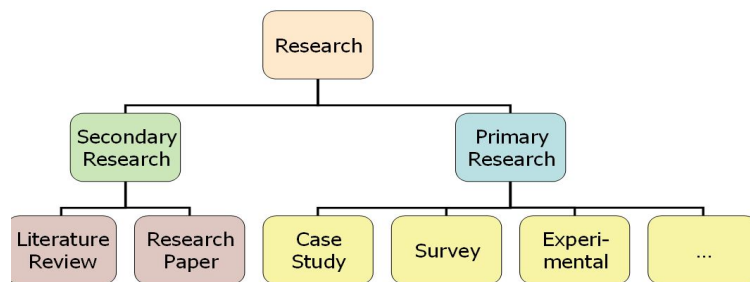 Research
Secondary
Research
Primary
Research
Literature
Review
Research
Paper
Case
Study
Survey
Experi-
mental
...